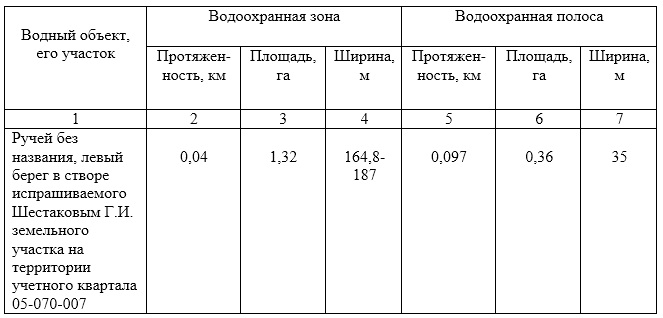 Водный объект,
его участок
Водоохранная зона
Водоохранная полоса
Протяжен-
ность, км
Площадь,
га
Ширина,
м
Протяжен-
ность, км
Площадь,
га
Ширина,
м
1 2 3 4 5 6 7
Ручей без
названия, левый
берег в створе
испрашиваемого
Шестаковым Г.И.
земельного
участка на
территории
учетного квартала
05-070-007
0,04
1,32
164,8-
187
0,097
0,36
35